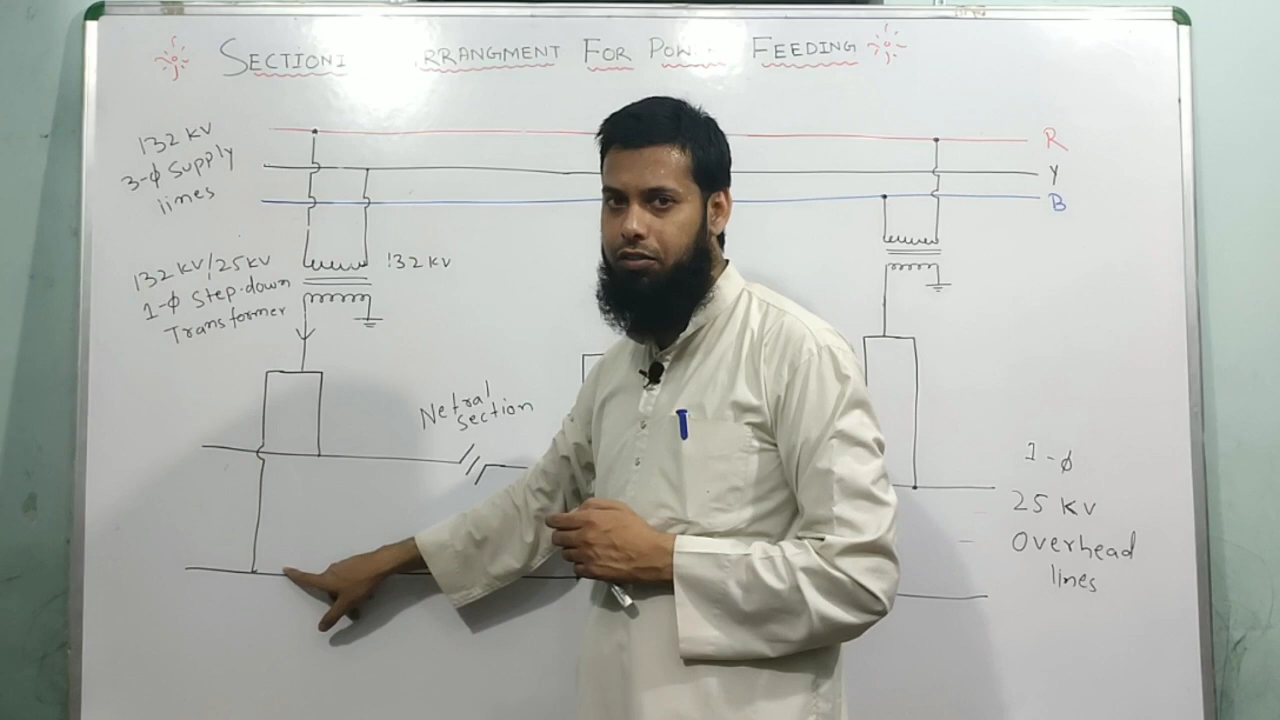 SECTIONI RRANGMENT FOR POW FEEDING
132 KV
3-φ Supply
lines
R
Y
B
132 KV/25KV
1-φ Step-down
Transformer
132 KV
Netral
section
1-φ
25 KV
Overhead
lines